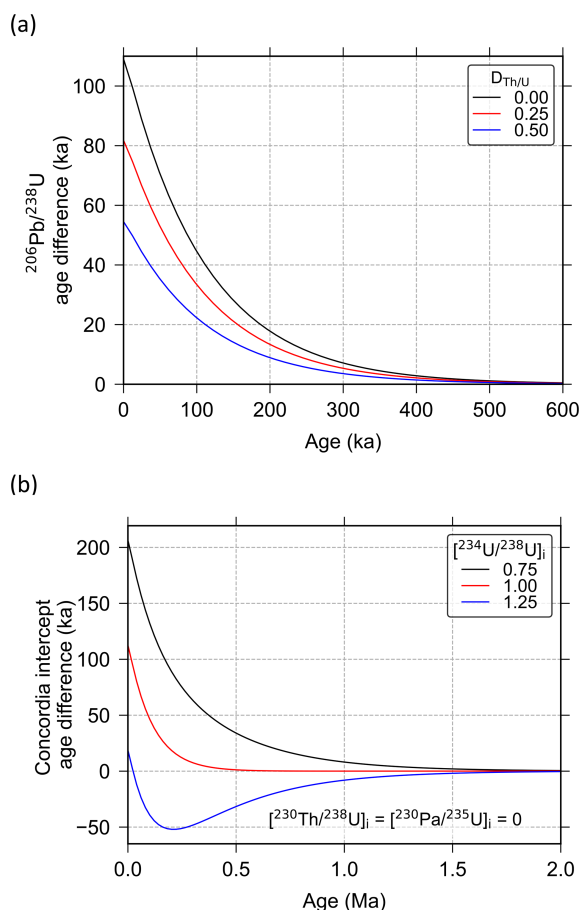 (a)
D_Th/U
0.00
0.25
0.50
²⁰⁶Pb/²³⁸U
age difference (ka)
100
80
60
40
20
0
0 100 200 300 400 500 600
Age (ka)
(b)
[²³⁴U/²³⁸U]ᵢ
0.75
1.00
1.25
Concordia intercept
age difference (ka)
200
150
100
50
0
−50
[²³⁰Th/²³⁸U]ᵢ = [²³⁰Pa/²³⁵U]ᵢ = 0
0.0 0.5 1.0 1.5 2.0
Age (Ma)